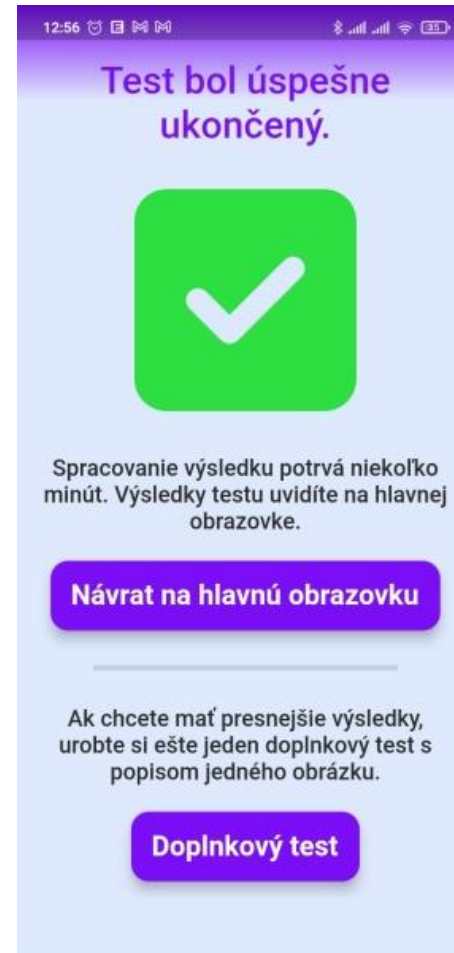 12:56
35
Test bol úspešne
ukončený.
Spracovanie výsledku potrvá niekoľko
minút. Výsledky testu uvidíte na hlavnej
obrazovke.
Návrat na hlavnú obrazovku
Ak chcete mať presnejšie výsledky,
urobte si ešte jeden doplnkový test s
popisom jedného obrázku.
Doplnkový test